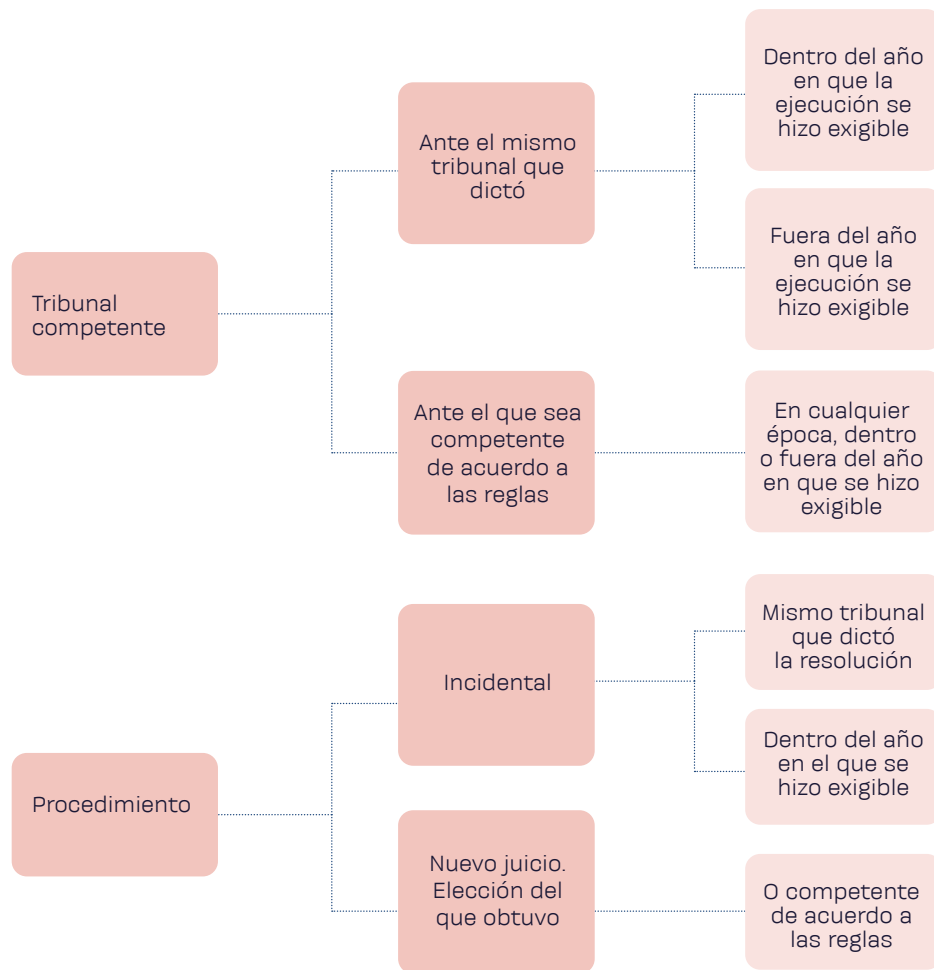 Tribunal
competente
Ante el mismo
tribunal que
dictó
Dentro del año
en que la
ejecución se
hizo exigible
Fuera del año
en que la
ejecución se
hizo exigible
Ante el que sea
competente
de acuerdo a
las reglas
En cualquier
época, dentro
o fuera del año
en que se hizo
exigible
Procedimiento
Incidental
Mismo tribunal
que dictó
la resolución
Dentro del año
en el que se
hizo exigible
Nuevo juicio.
Elección del
que obtuvo
O competente
de acuerdo a
las reglas